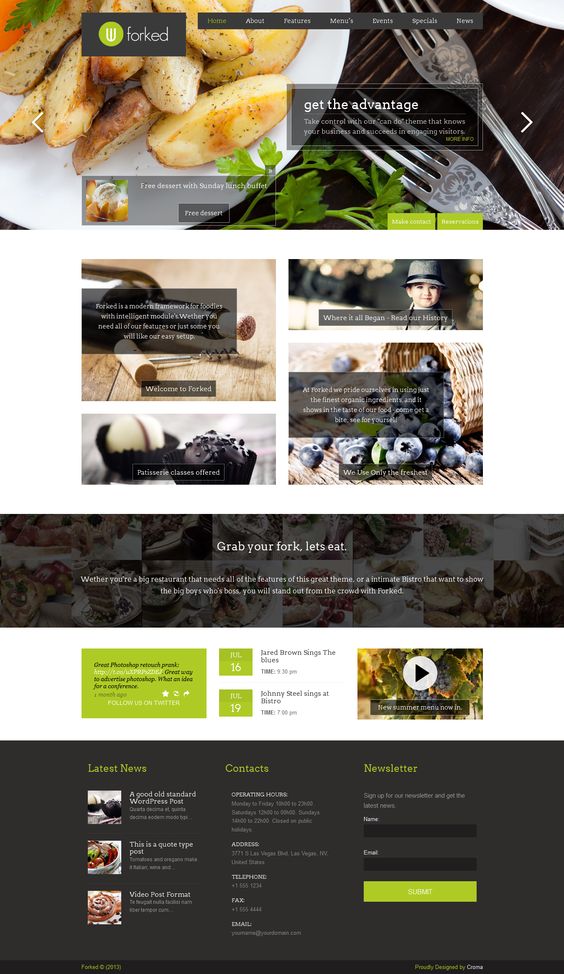 forked
Home About Features Menu's Events Specials News
get the advantage
Take control with our "can do" theme that knows
your business and succeeds in engaging visitors.
MORE INFO
Free dessert with Sunday lunch buffet
Free dessert
Make contact Reservations
Forked is a modern framework for foodies
with intelligent module's.Wether you
need all of our features or just some you
will like our easy setup.
Welcome to Forked
Where it all Began - Read our History
Patisserie classes offered
At Forked we pride ourselves in using just
the finest organic ingredients, and it
shows in the taste of our food - come get a
bite, see for yourself
We Use Only the freshest
Grab your fork, lets eat.
Wether you're a big restaurant that needs all of the features of this great theme, or a intimate Bistro that want to show
the big boys who's boss, you will stand out from the crowd with Forked.
Great Photoshop retouch prank:
Great way
to advertise photoshop. What an idea
for a conference.
1 month ago
FOLLOW US ON TWITTER
JUL
16
Jared Brown Sings The
blues
TIME: 9:30 pm
JUL
19
Johnny Steel sings at
Bistro
TIME: 7:00 pm
New summer menu now in.
Latest News
A good old standard
WordPress Post
Quarta decima et, quinta
decima eodem modo typi...
This is a quote type
post
Tomatoes and oregano make
it Italian; wine and...
Video Post Format
Te feugait nulla facilisi nam
liber tempor cum...
Contacts
OPERATING HOURS:
Monday to Friday 10h00 to 23h00.
Saturdays 12h00 to 00h00. Sundays
14h00 to 22h00. Closed on public
holidays.
ADDRESS:
3771 S Las Vegas Blvd, Las Vegas, NV,
United States
TELEPHONE:
+1 555 1234
FAX:
+1 555 4444
EMAIL:
yourname@yourdomain.com
Newsletter
Sign up for our newsletter and get the
latest news.
Name:
Email:
SUBMIT
Forked © (2013)
Proudly Designed by Croma